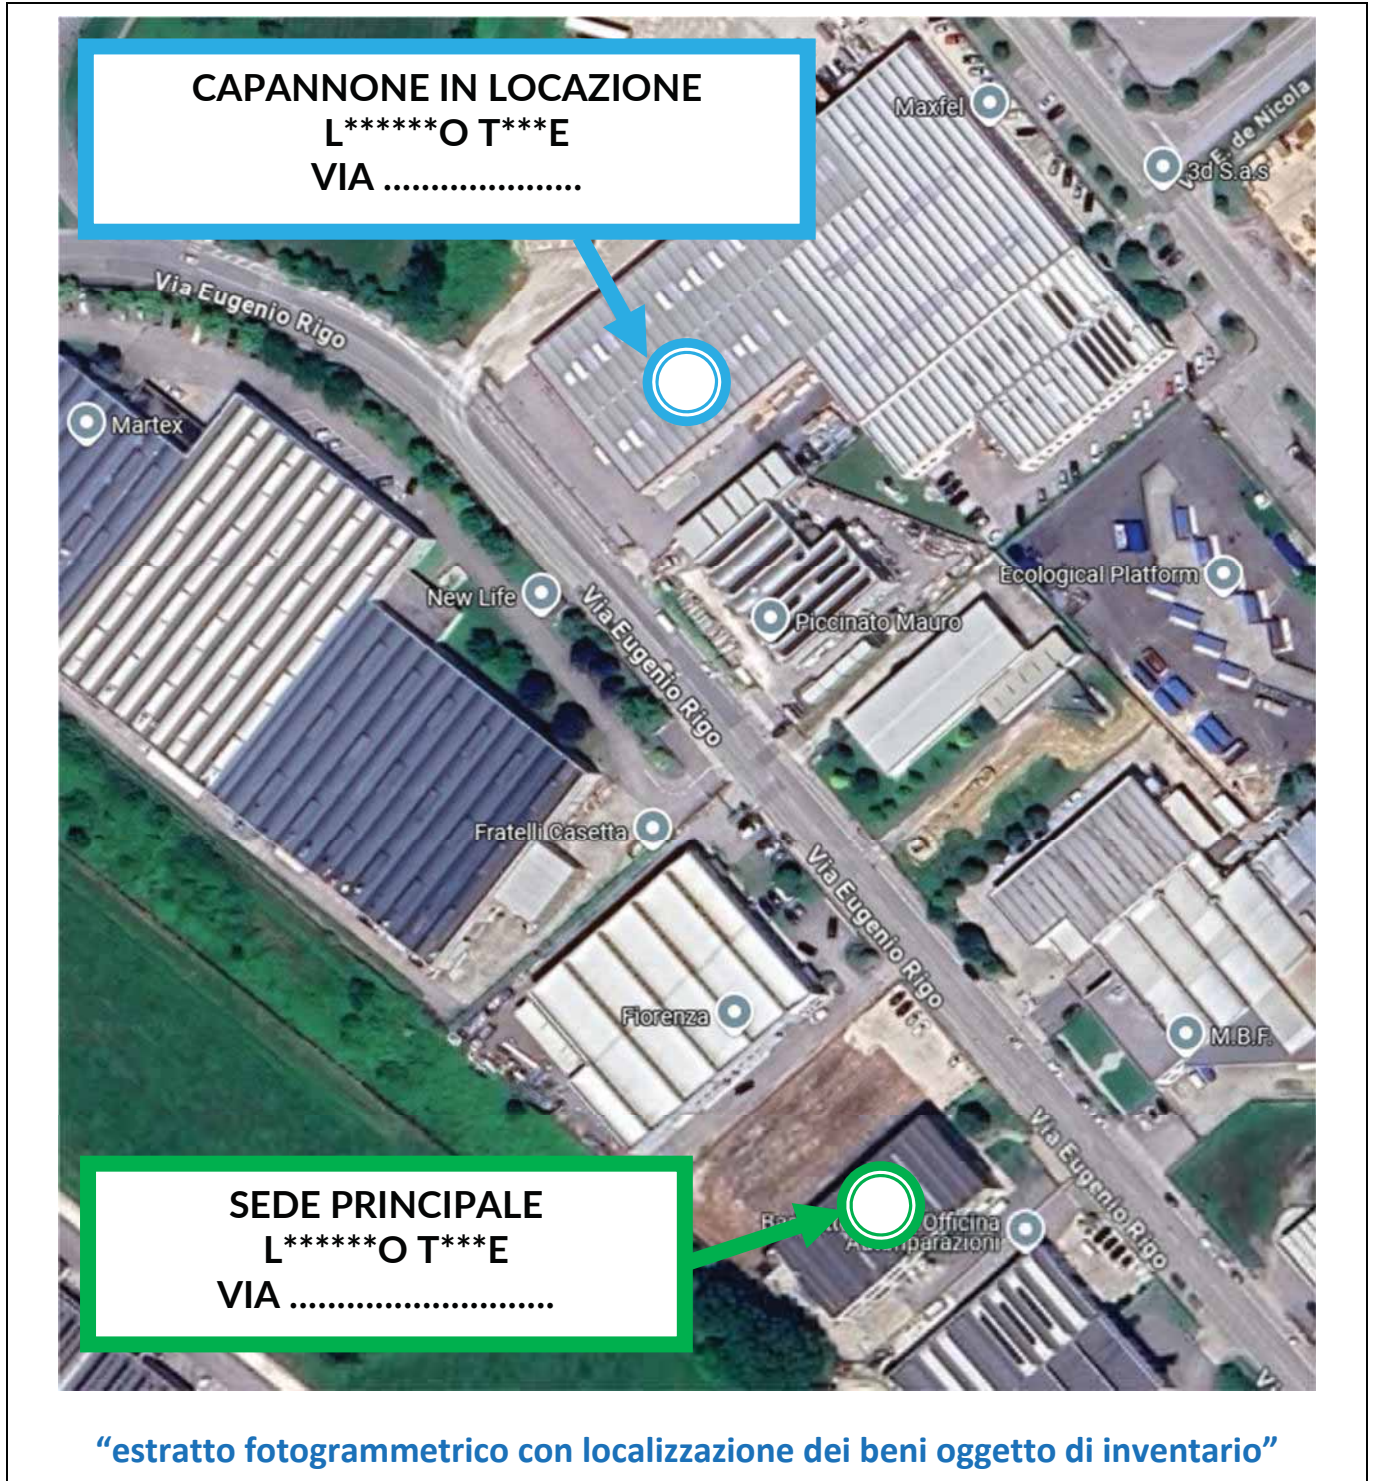 CAPANNONE IN LOCAZIONE
L******O T***E
VIA .....................
Maxfel
E. de Nicola
3d S.a.s
Via Eugenio Rigo
Martex
Ecological Platform
New Life
Piccinato Mauro
Via Eugenio Rigo
Fratelli Casetta
Via Eugenio Rigo
Fiorenza
M.B.F.
Via Eugenio Rigo
SEDE PRINCIPALE
L******O T***E
VIA ............................
Officina
“estratto fotogrammetrico con localizzazione dei beni oggetto di inventario”